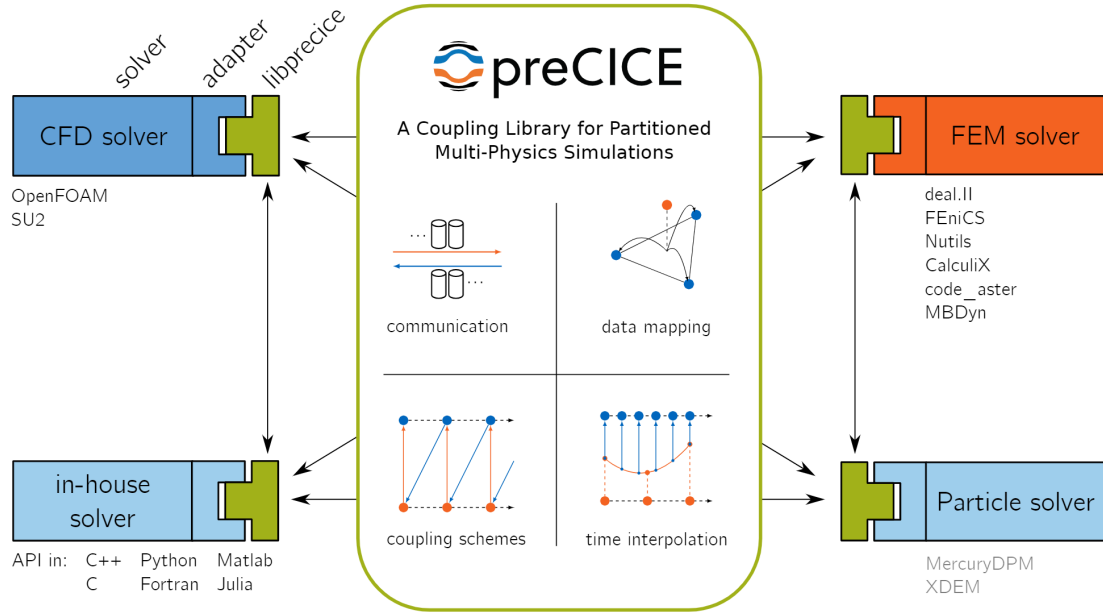 solver
adapter
libprecice
preCICE
A Coupling Library for Partitioned
Multi-Physics Simulations
CFD solver
OpenFOAM
SU2
FEM solver
deal.II
FEniCS
Nutils
CalculiX
code_aster
MBDyn
...
...
communication
data mapping
coupling schemes
time interpolation
in-house
solver
API in: C++ Python Matlab
C Fortran Julia
Particle solver
MercuryDPM
XDEM